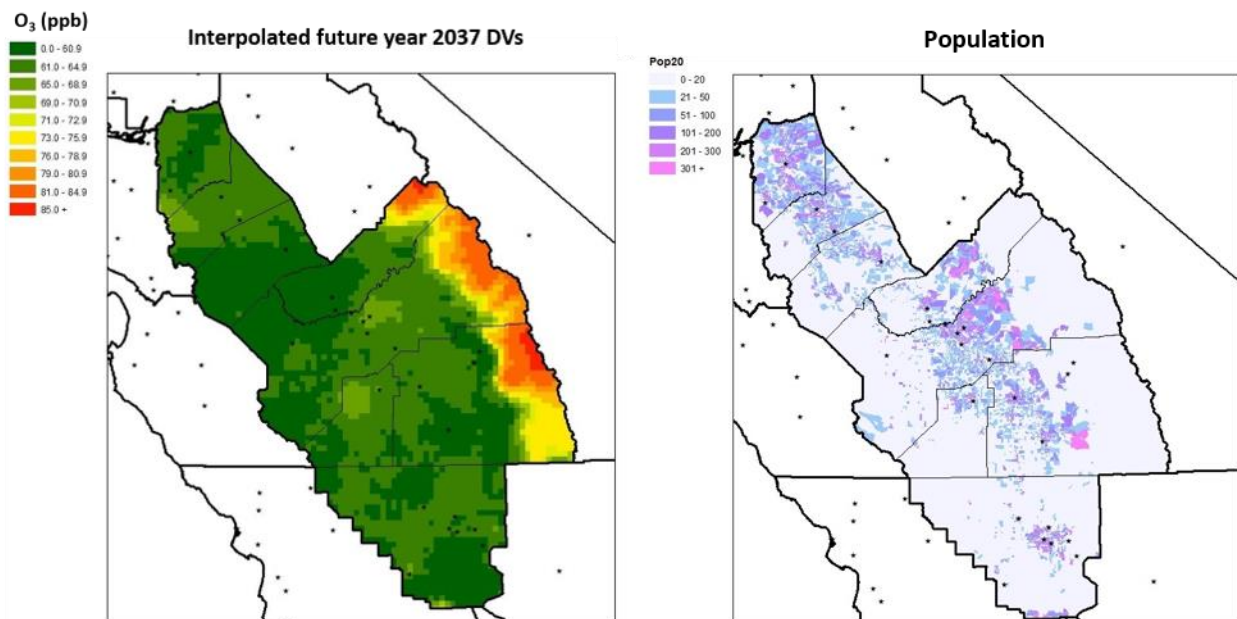 O3 (ppb)
0.0 - 60.9
61.0 - 64.9
65.0 - 68.9
69.0 - 70.9
71.0 - 72.9
73.0 - 75.9
76.0 - 78.9
79.0 - 80.9
81.0 - 84.9
85.0 +
Interpolated future year 2037 DVs
Population
Pop20
0 - 20
21 - 50
51 - 100
101 - 200
201 - 300
301 +